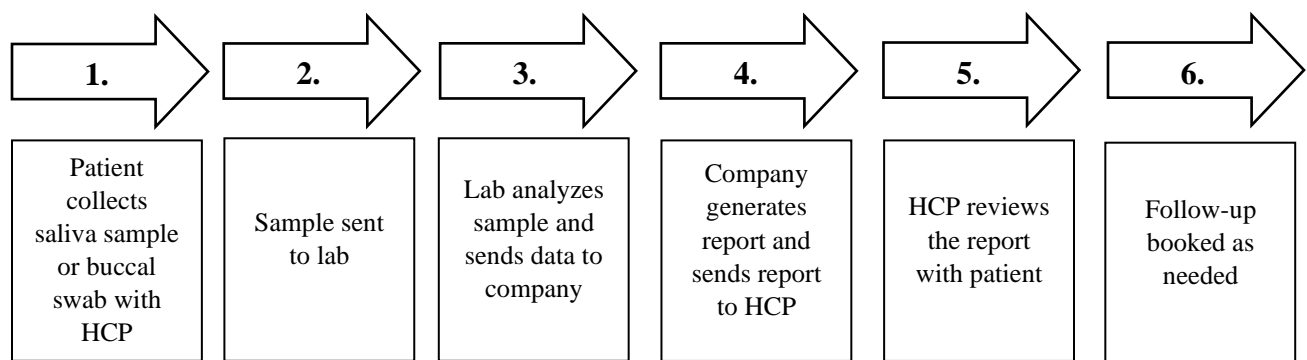 1.
2.
3.
4.
5.
6.
Patient
collects
saliva sample
or buccal
swab with
HCP
Sample sent
to lab
Lab analyzes
sample and
sends data to
company
Company
generates
report and
sends report
to HCP
HCP reviews
the report
with patient
Follow-up
booked as
needed